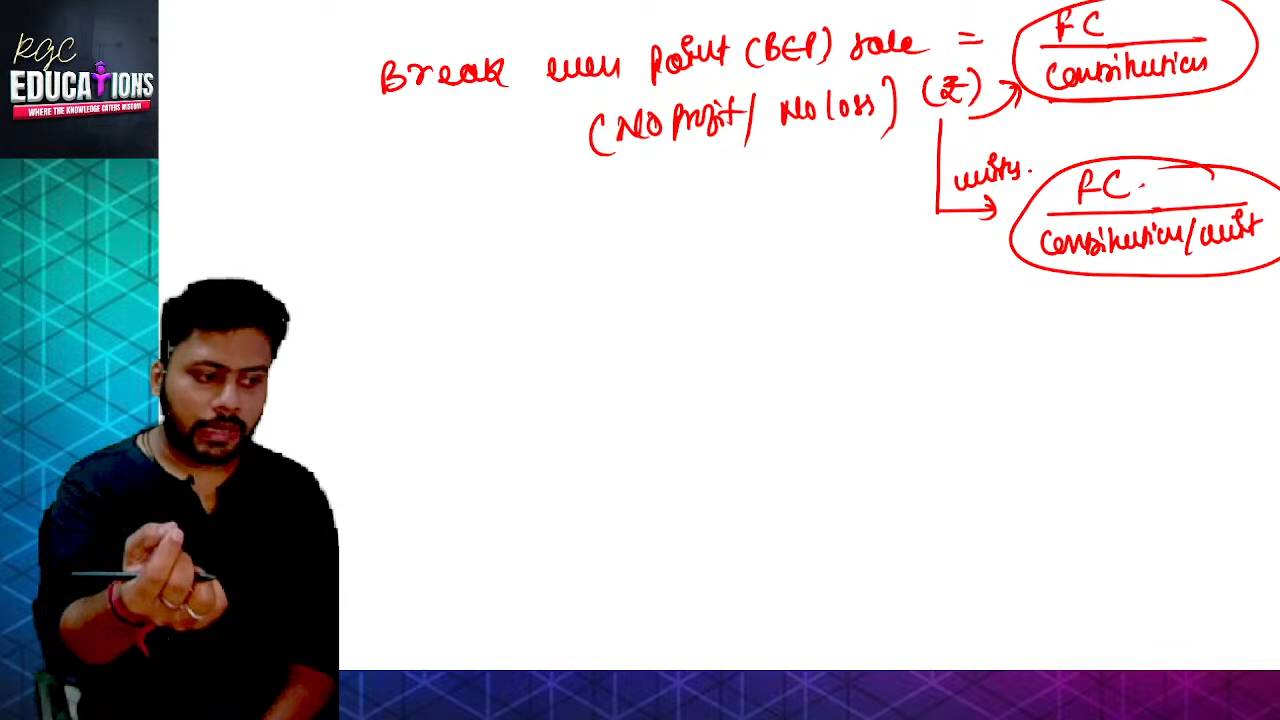 RGC
EDUCATIONS
WHERE THE KNOWLEDGE CATERS MISSION
Break even Point (BEP) sale = FC / Contribution
(No Profit / No loss) (₹)
units.
FC
Contribution/unit